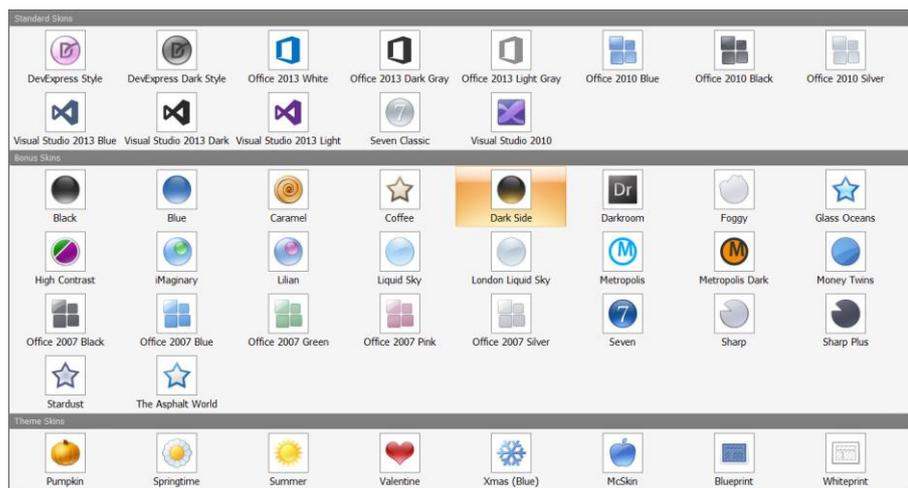 Standard Skins
DevExpress Style DevExpress Dark Style Office 2013 White Office 2013 Dark Gray Office 2013 Light Gray Office 2010 Blue Office 2010 Black Office 2010 Silver
7
Visual Studio 2013 Blue Visual Studio 2013 Dark Visual Studio 2013 Light Seven Classic Visual Studio 2010
Bonus Skins
Dr
Black Blue Caramel Coffee Dark Side Darkroom Foggy Glass Oceans
M M
High Contrast iMaginary Lilian Liquid Sky London Liquid Sky Metropolis Metropolis Dark Money Twins
7
Office 2007 Black Office 2007 Blue Office 2007 Green Office 2007 Pink Office 2007 Silver Seven Sharp Sharp Plus
Stardust The Asphalt World
Theme Skins
Pumpkin Springtime Summer Valentine Xmas (Blue) McSkin Blueprint Whiteprint